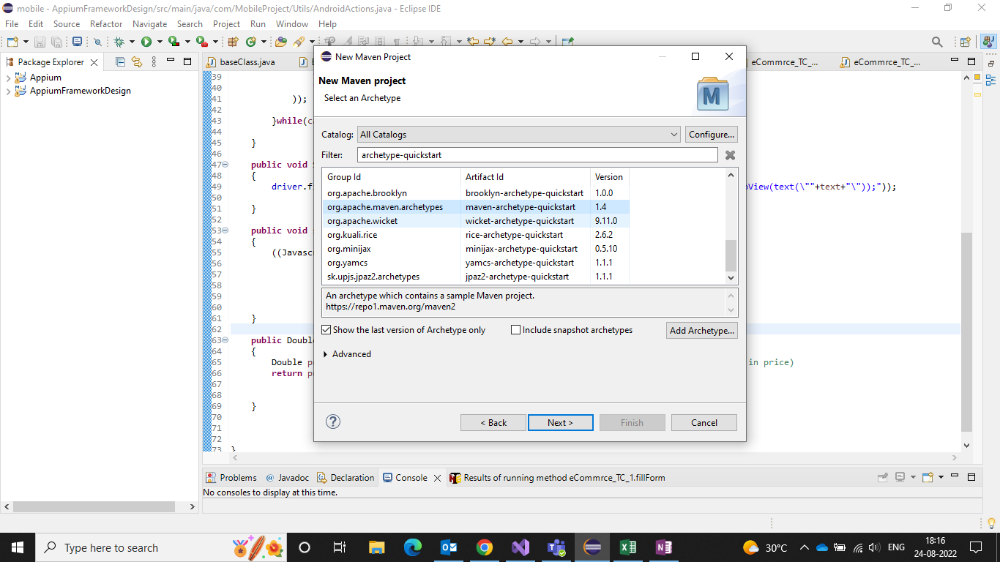 mobile - AppiumFrameworkDesign/src/main/java/com/MobileProject/Utils/AndroidActions.java - Eclipse IDE
File Edit Source Refactor Navigate Search Project Run Window Help
Package Explorer
Appium
AppiumFrameworkDesign
baseClass.java
eCommrce_TC_...
eCommrce_TC_...
39
40
41 ));
42
43 }while(c
44
45 }
46
47 public void
48 {
49 driver.f
oView(text(\""+text+"\"));"));
50
51 }
52
53 public void
54 {
55 ((Javasc
56
57
58
59
60
61 }
62
63 public Double
64 {
65 Double p
in price)
66 return p
67
68
69 }
70
71
72
73 }
New Maven Project
New Maven project
Select an Archetype
M
Catalog: All Catalogs Configure...
Filter: archetype-quickstart
Group Id Artifact Id Version
org.apache.brooklyn brooklyn-archetype-quickstart 1.0.0
org.apache.maven.archetypes maven-archetype-quickstart 1.4
org.apache.wicket wicket-archetype-quickstart 9.11.0
org.kuali.rice rice-archetype-quickstart 2.6.2
org.minijax minijax-archetype-quickstart 0.5.10
org.yamcs yamcs-archetype-quickstart 1.1.1
sk.upjs.jpaz2.archetypes jpaz2-archetype-quickstart 1.1.1
An archetype which contains a sample Maven project.
https://repo1.maven.org/maven2
Show the last version of Archetype only Include snapshot archetypes Add Archetype...
Advanced
< Back Next > Finish Cancel
Problems @ Javadoc Declaration Console Results of running method eCommrce_TC_1.fillForm
No consoles to display at this time.
Type here to search
30°C ENG 18:16
24-08-2022